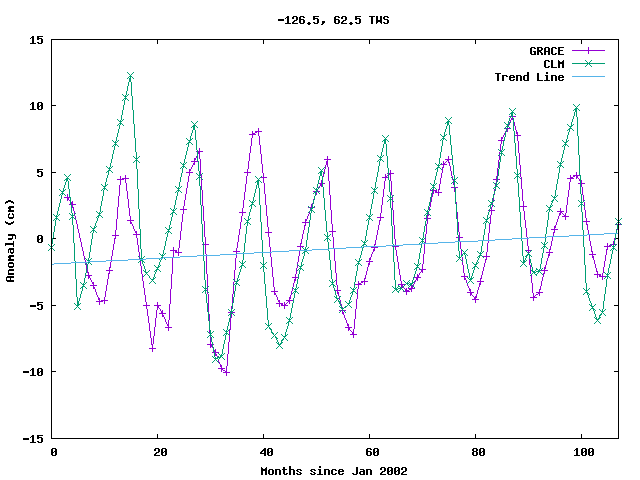 -126.5, 62.5 TWS
GRACE
CLM
Trend Line
15
10
5
0
-5
-10
-15
Anomaly (cm)
0 20 40 60 80 100
Months since Jan 2002